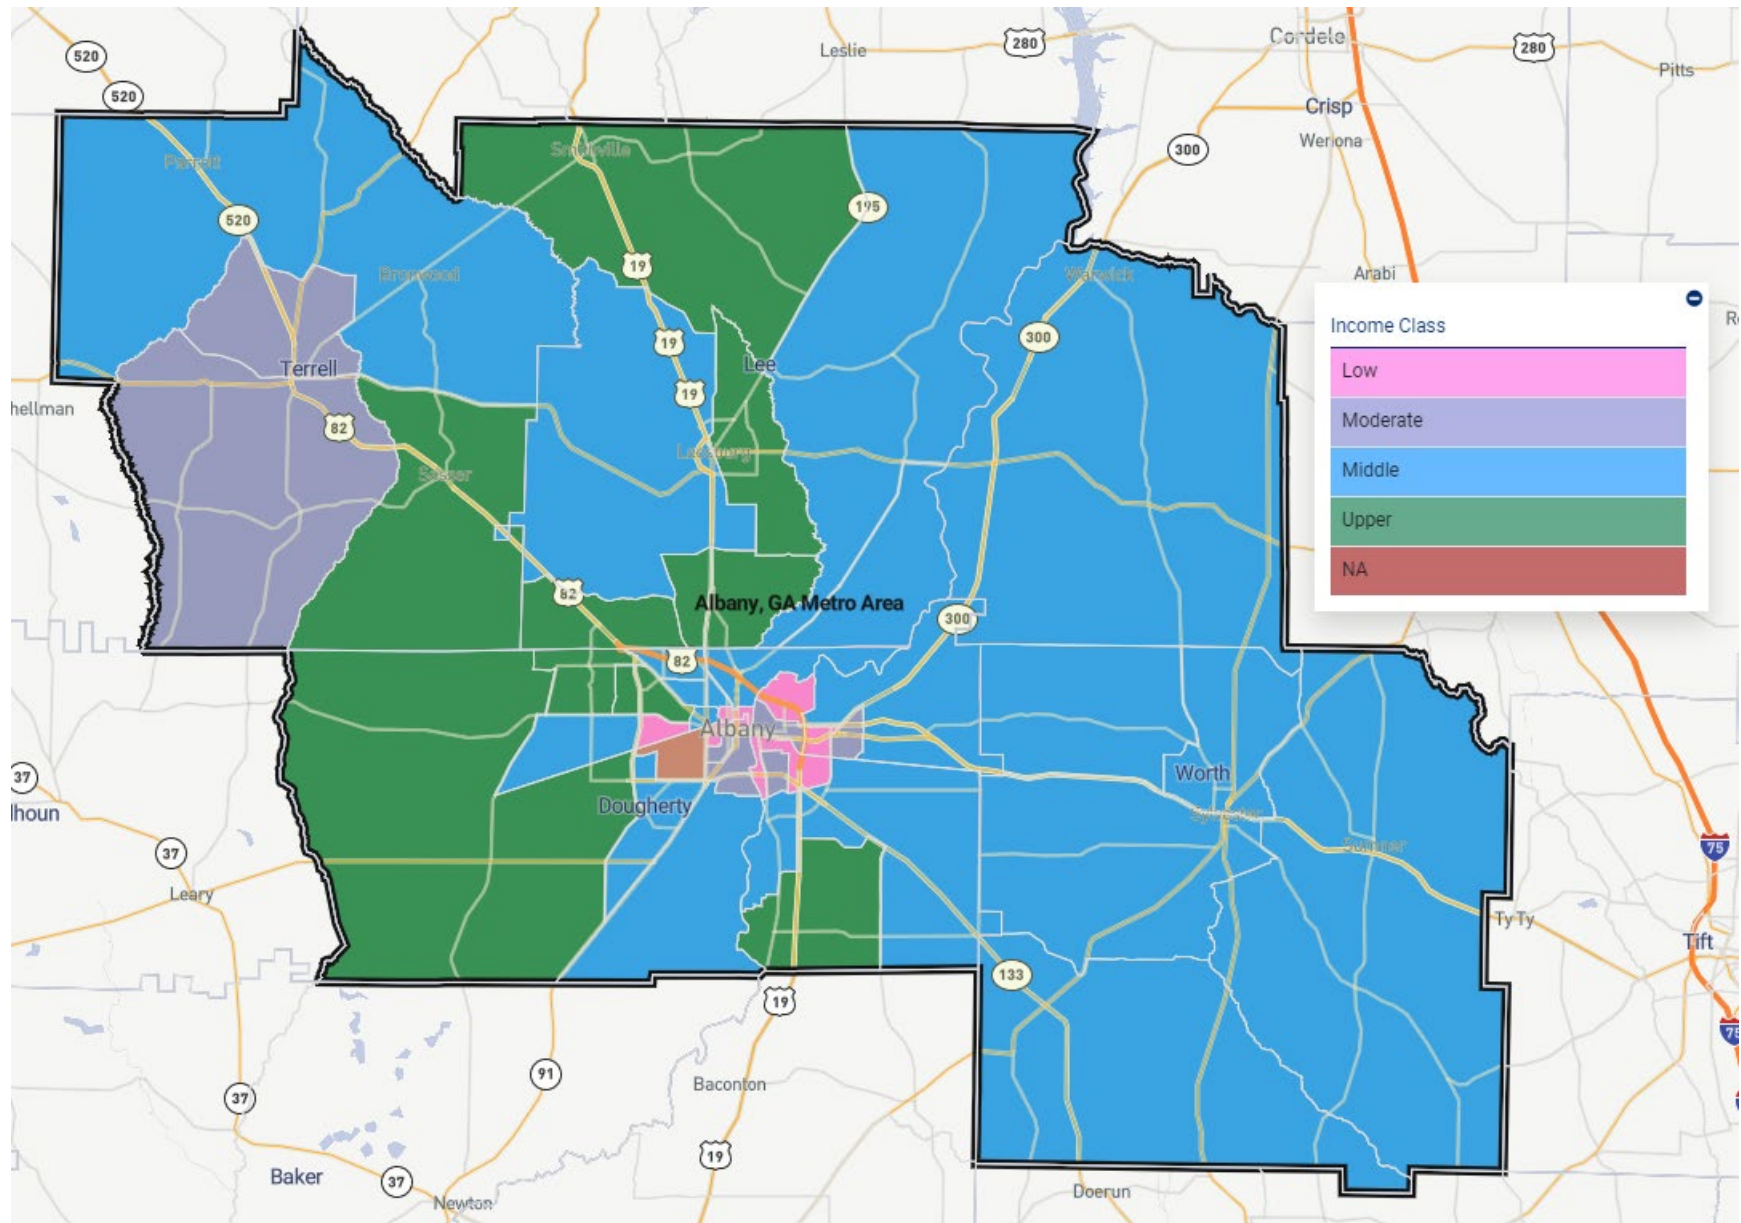 520
Leslie
280
Cordele
280
Pitts
520
Crisp
Wenona
300
Parrott
Smithville
520
195
Bronwood
19
Warwick
Arabi
Income Class
Low
Moderate
Middle
Upper
NA
300
19
Lee
Terrell
19
hellman
82
Leesburg
Sasser
82
Albany, GA Metro Area
300
82
Albany
37
Worth
Dougherty
lhoun
Sylvester
Sumner
37
75
Leary
Ty Ty
Tift
133
19
75
91
Baconton
37
19
Baker
37
Doerun
Newton